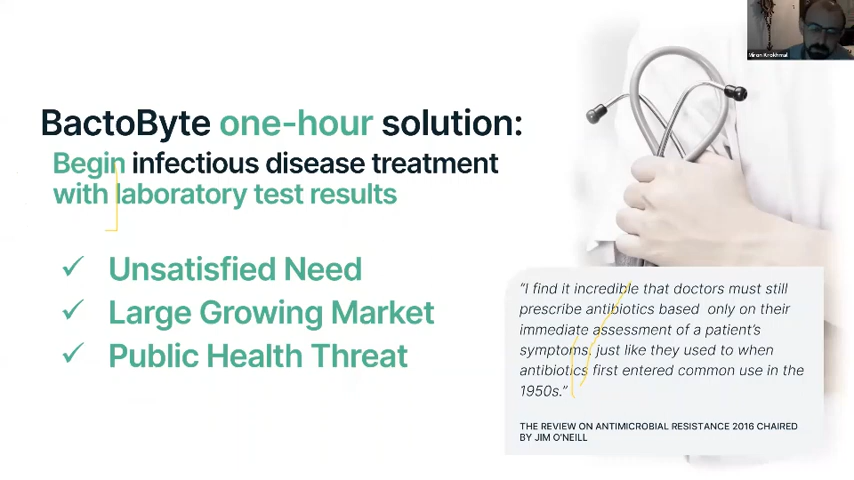 Miron Krokhmal
BactoByte one-hour solution:
Begin infectious disease treatment
with laboratory test results
✓ Unsatisfied Need
✓ Large Growing Market
✓ Public Health Threat
“I find it incredible that doctors must still
prescribe antibiotics based only on their
immediate assessment of a patient’s
symptoms, just like they used to when
antibiotics first entered common use in the
1950s.”
THE REVIEW ON ANTIMICROBIAL RESISTANCE 2016 CHAIRED
BY JIM O'NEILL